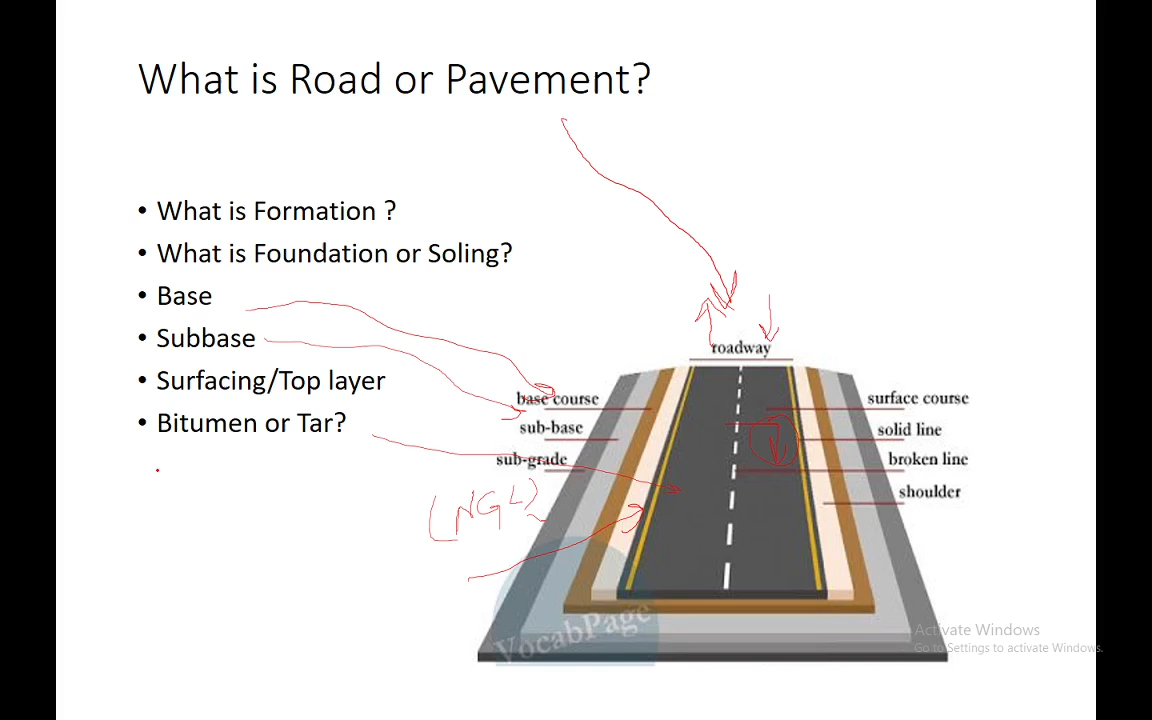 What is Road or Pavement?
• What is Formation ?
• What is Foundation or Soling?
• Base
• Subbase
• Surfacing/Top layer
• Bitumen or Tar?
roadway
base course
sub-base
sub-grade
surface course
solid line
broken line
shoulder
(NGL)
VocabPage
Activate Windows
Go to Settings to activate Windows.